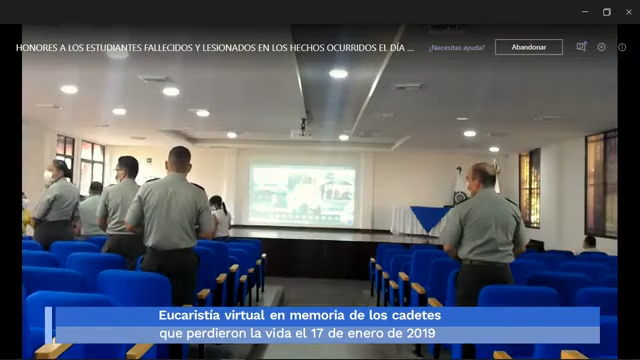 HONORES A LOS ESTUDIANTES FALLECIDOS Y LESIONADOS EN LOS HECHOS OCURRIDOS EL DÍA ...
¿Necesitas ayuda?
Abandonar
Eucaristía virtual en memoria de los cadetes
que perdieron la vida el 17 de enero de 2019